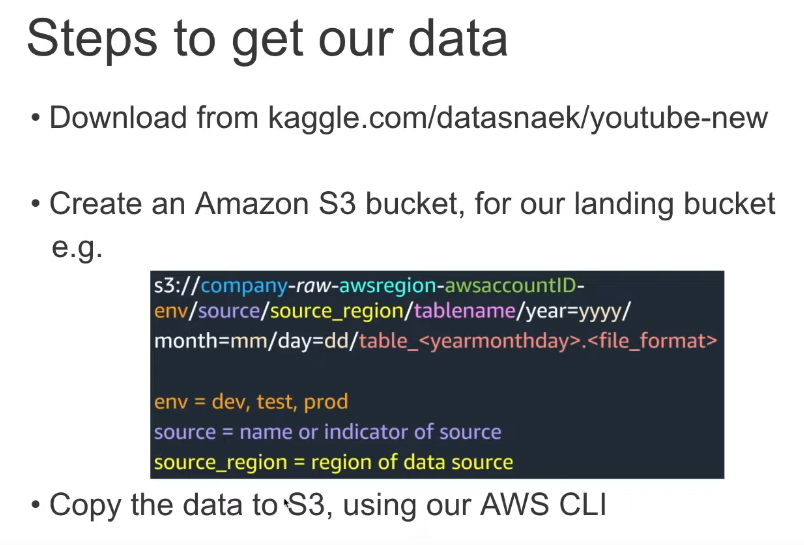 Steps to get our data
• Download from kaggle.com/datasnaek/youtube-new
• Create an Amazon S3 bucket, for our landing bucket
e.g.
s3://company-raw-awsregion-awsaccountID-
env/source/source_region/tablename/year=yyyy/
month=mm/day=dd/table_<yearmonthday>.<file_format>
env = dev, test, prod
source = name or indicator of source
source_region = region of data source
• Copy the data to S3, using our AWS CLI